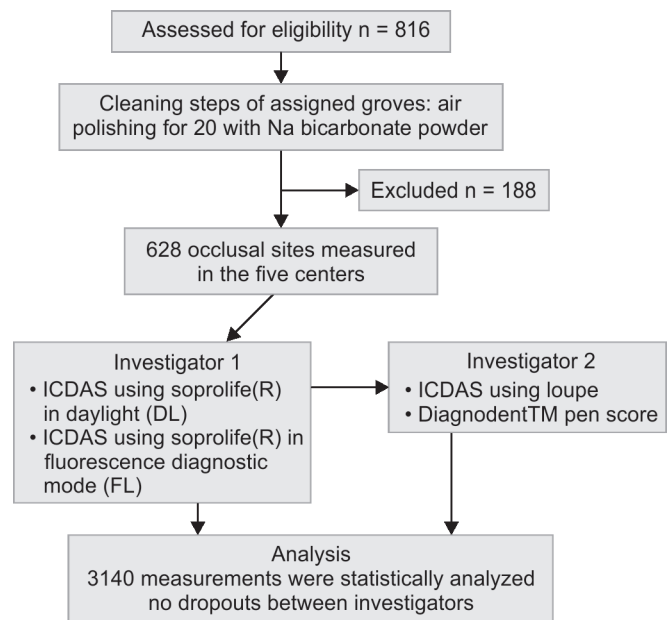 Assessed for eligibility n = 816
Cleaning steps of assigned groves: air
polishing for 20 with Na bicarbonate powder
Excluded n = 188
628 occlusal sites measured
in the five centers
Investigator 1
• ICDAS using soprolife(R)
in daylight (DL)
• ICDAS using soprolife(R) in
fluorescence diagnostic
mode (FL)
Investigator 2
• ICDAS using loupe
• DiagnodentTM pen score
Analysis
3140 measurements were statistically analyzed
no dropouts between investigators